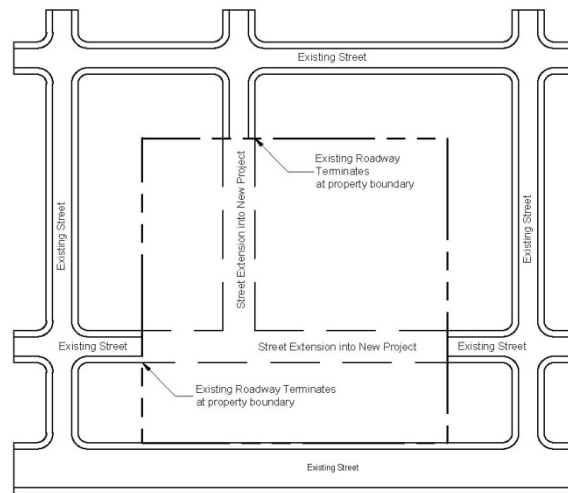 Existing Street
Existing Roadway
Terminates
at property boundary
Existing Street
Street Extension into New Project
Existing Street
Existing Street
Street Extension into New Project
Existing Street
Existing Roadway Terminates
at property boundary
Existing Street